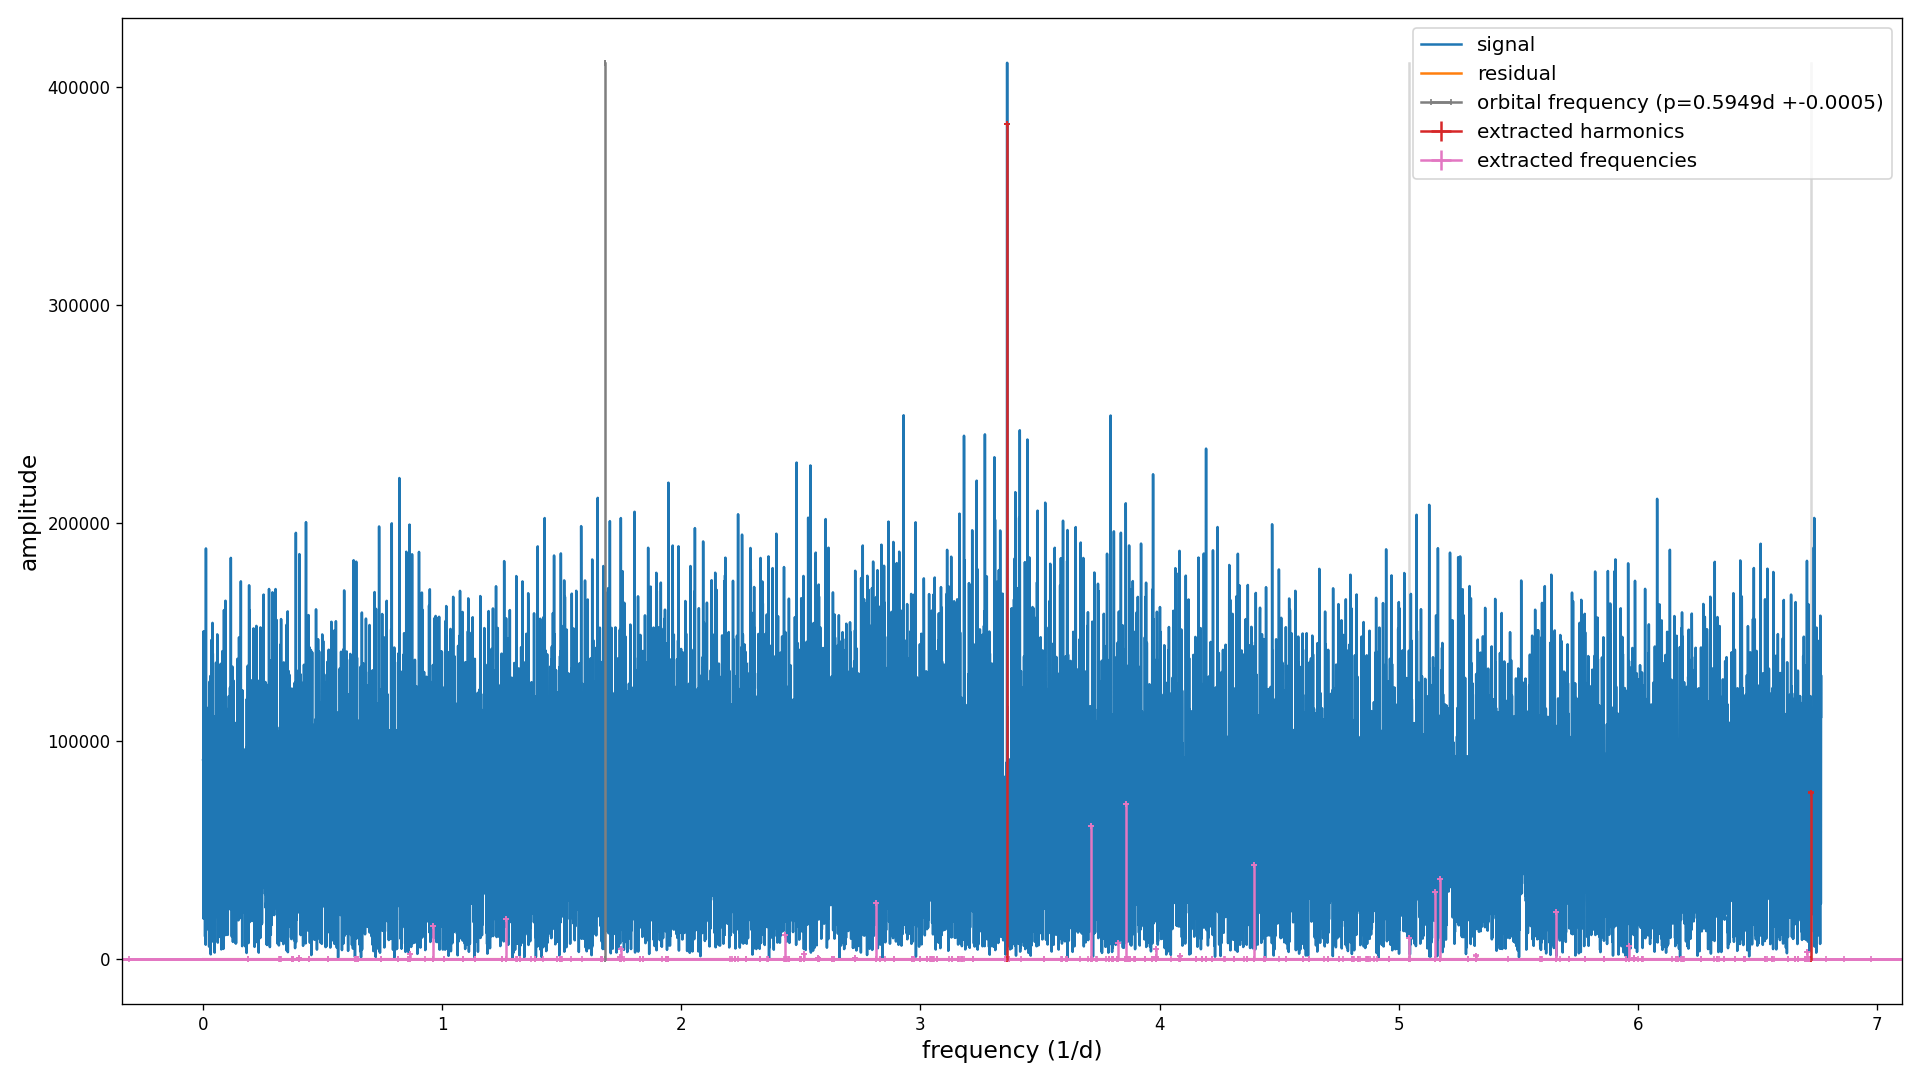 signal
residual
orbital frequency (p=0.5949d +-0.0005)
extracted harmonics
extracted frequencies
400000
300000
200000
100000
0
amplitude
0 1 2 3 4 5 6 7
frequency (1/d)